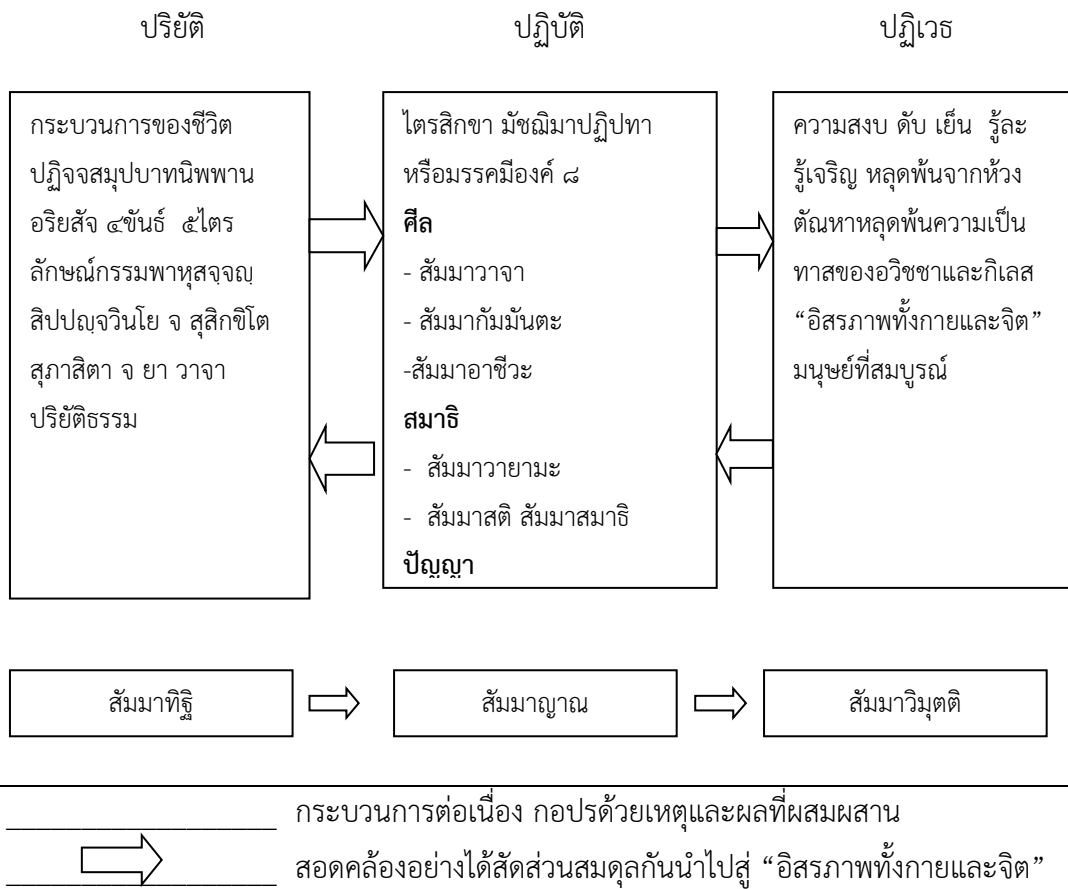 ปริยัติ
ปฏิบัติ
ปฏิเวธ
กระบวนการของชีวิต
ปฏิจจสมุปบาทนิพพาน
อริยสัจ ๔ขันธ์ ๕ไตร
ลักษณ์กรรมพาหุสจฺจญฺ
สิปปญฺจวินโย จ สุสิกขิโต
สุภาสิตา จ ยา วาจา
ปริยัติธรรม
ไตรสิกขา มัชฌิมาปฏิปทา
หรือมรรคมีองค์ ๘
ศีล
- สัมมาวาจา
- สัมมากัมมันตะ
-สัมมาอาชีวะ
สมาธิ
- สัมมาวายามะ
- สัมมาสติ สัมมาสมาธิ
ปัญญา
ความสงบ ดับ เย็น รู้ละ
รู้เจริญ หลุดพ้นจากห้วง
ตัณหาหลุดพ้นความเป็น
ทาสของอวิชชาและกิเลส
“อิสรภาพทั้งกายและจิต”
มนุษย์ที่สมบูรณ์
สัมมาทิฐิ
สัมมาญาณ
สัมมาวิมุตติ
กระบวนการต่อเนื่อง กอปรด้วยเหตุและผลที่ผสมผสาน
สอดคล้องอย่างได้สัดส่วนสมดุลกันนำไปสู่ “อิสรภาพทั้งกายและจิต”